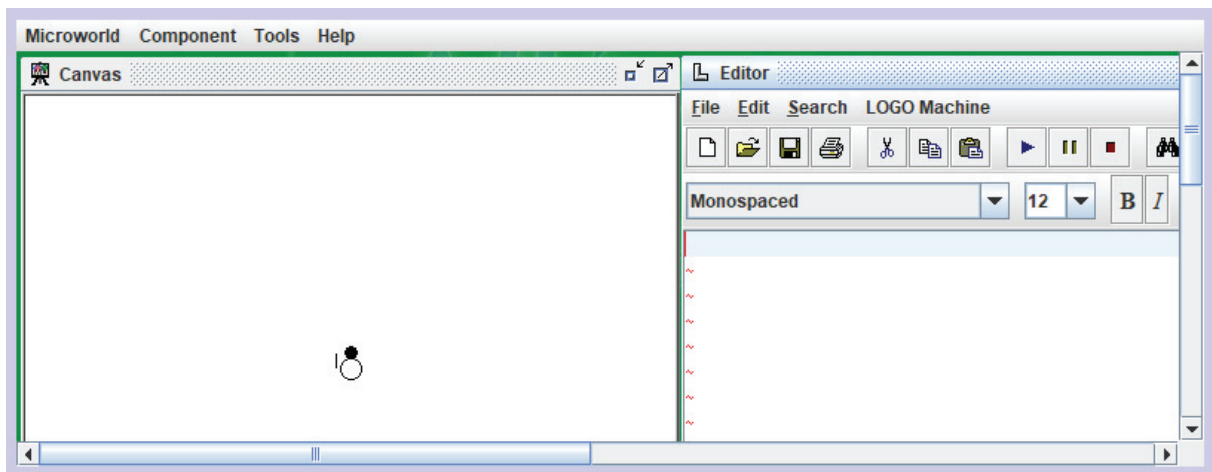 Microworld Component Tools Help
Canvas
Editor
File Edit Search LOGO Machine
Monospaced 12 B I
~
~
~
~
~
~
~